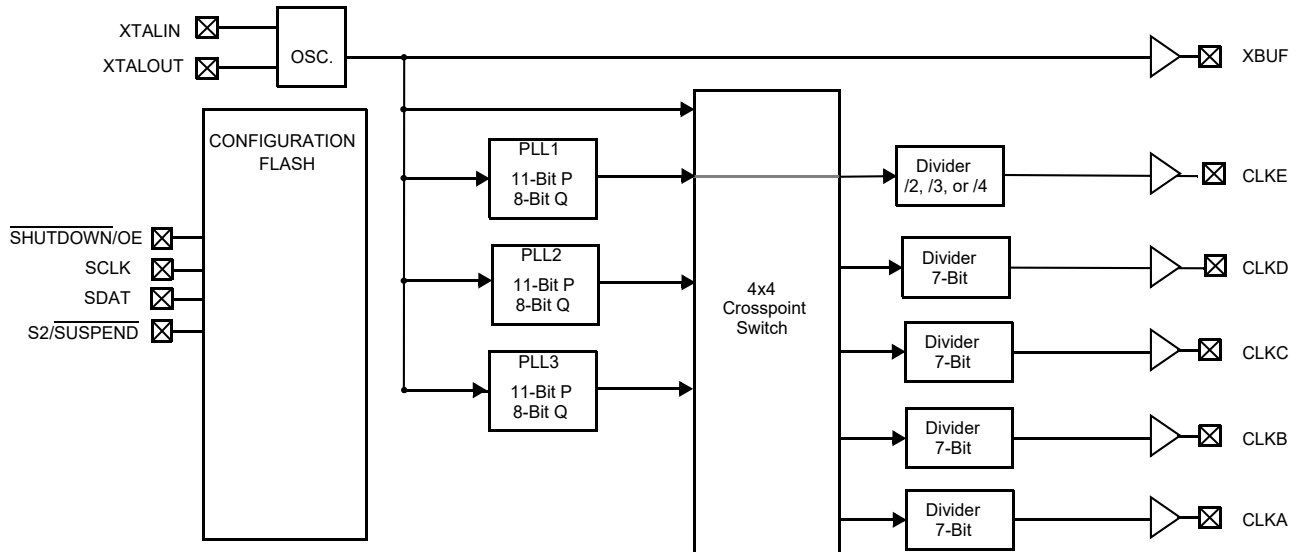 XTALIN
XTALOUT
OSC.
XBUF
CONFIGURATION
FLASH
SHUTDOWN/OE
SCLK
SDAT
S2/SUSPEND
PLL1
11-Bit P
8-Bit Q
PLL2
11-Bit P
8-Bit Q
PLL3
11-Bit P
8-Bit Q
4x4
Crosspoint
Switch
Divider
/2, /3, or /4
CLKE
Divider
7-Bit
CLKD
Divider
7-Bit
CLKC
Divider
7-Bit
CLKB
Divider
7-Bit
CLKA